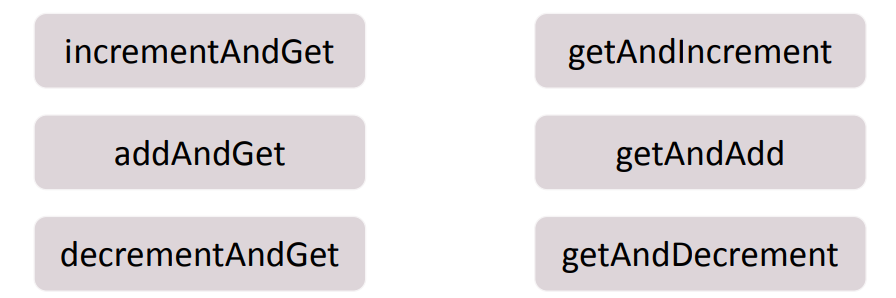 incrementAndGet
getAndIncrement
addAndGet
getAndAdd
decrementAndGet
getAndDecrement